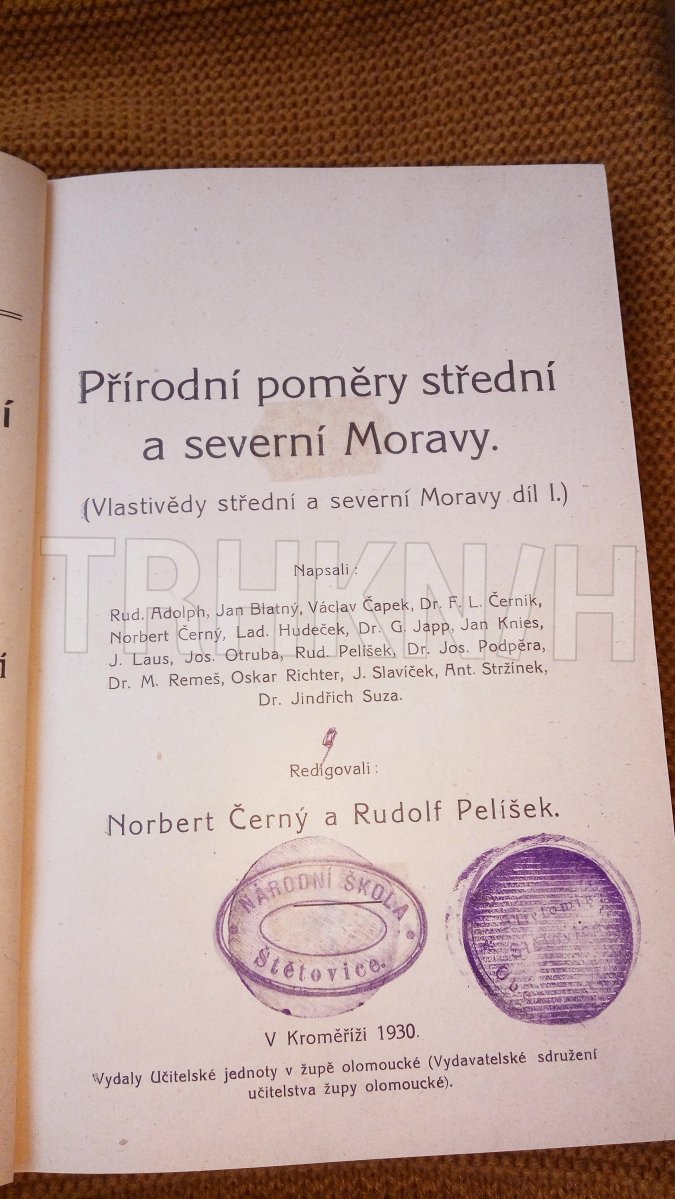 Přírodní poměry střední
a severní Moravy.
(Vlastivědy střední a severní Moravy díl I.)
Napsali:
Rud. Adolph, Jan Blatný, Václav Čapek, Dr. F. L. Černík,
Norbert Černý, Lad. Hudeček, Dr. G. Japp, Jan Knies,
J. Laus, Jos. Otruba, Rud. Pelíšek, Dr. Jos. Podpěra,
Dr. M. Remeš, Oskar Richter, J. Slavíček, Ant. Stržínek,
Dr. Jindřich Suza.
Redigovali:
Norbert Černý a Rudolf Pelíšek.
NÁRODNÍ ŠKOLA
Štětovice.
V Kroměříži 1930.
Vydaly Učitelské jednoty v župě olomoucké (Vydavatelské sdružení
učitelstva župy olomoucké).
TRHKNIH